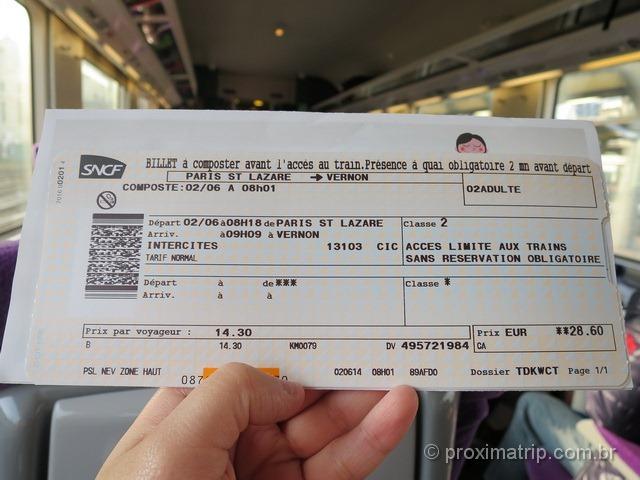 SNCF
BILLET à composter avant l'accès au train.Présence à quai obligatoire 2 mn avant départ
PARIS ST LAZARE → VERNON
COMPOSTE:02/06 A 08h01
02ADULTE
Départ 02/06 à 08H18 de PARIS ST LAZARE
Classe 2
Arriv. à 09H09 à VERNON
INTERCITES 13103 CIC
ACCES LIMITE AUX TRAINS
TARIF NORMAL
SANS RESERVATION OBLIGATOIRE
Départ à de ***
Classe *
Arriv. à à
Prix par voyageur : 14.30
Prix EUR **28.60
B 14.30 KM0079 DV 495721984
CA
PSL NEV ZONE HAUT
020614 08H01 89AFD0 Dossier TDKWCT Page 1/1
© proximatrip.com.br